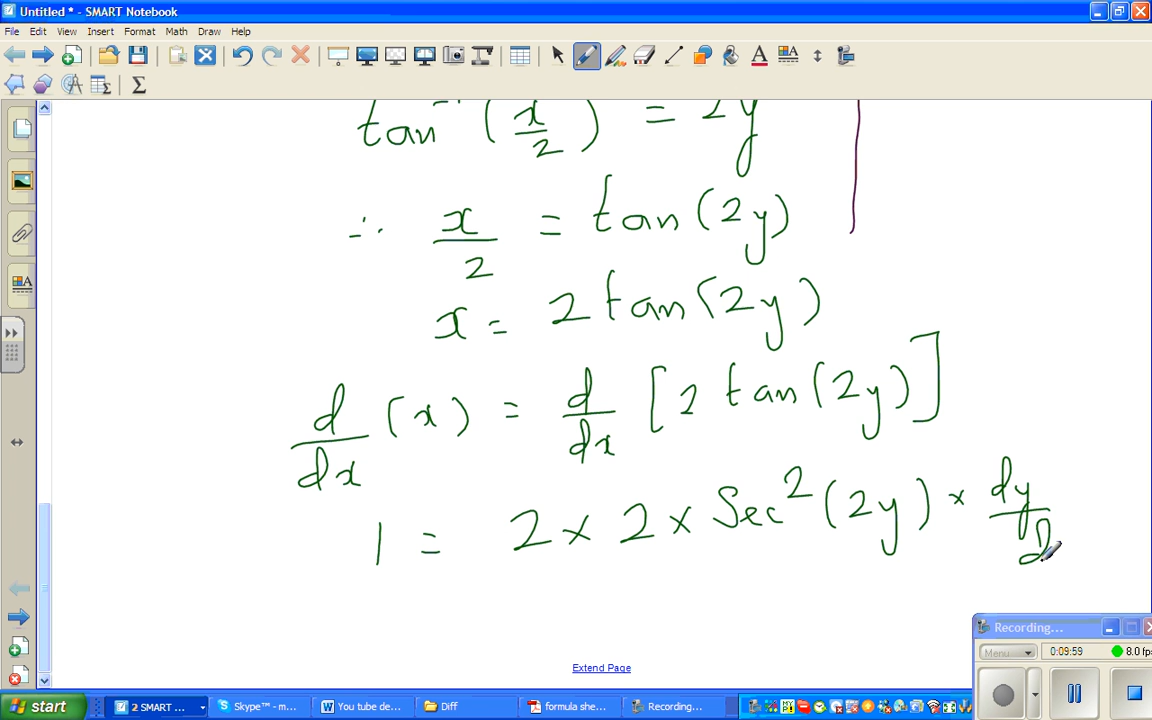 Untitled * - SMART Notebook
File Edit View Insert Format Math Draw Help
tan⁻¹ (x/2) = 2y
∴ x/2 = tan(2y)
x = 2 tan(2y)
d/dx (x) = d/dx [2 tan(2y)]
1 = 2 × 2 × Sec² (2y) × dy/d
Extend Page
Recording...
Menu 0:09:59 8.0 fp
start 2 SMART ... Skype™ - m... You tube de... Diff formula she... Recording...